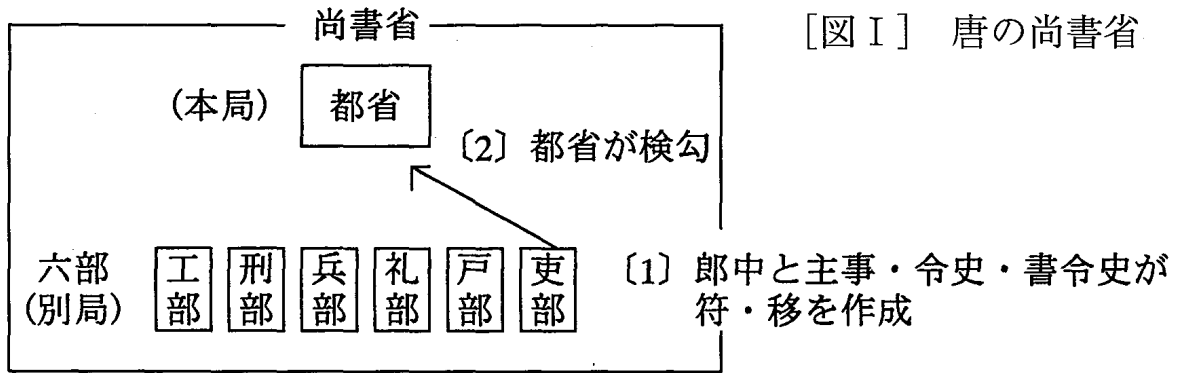 尚書省
［図Ⅰ］ 唐の尚書省
(本局) 都省
〔2〕都省が検勾
六部
(別局)
工部
刑部
兵部
礼部
戸部
吏部
〔1〕郎中と主事・令史・書令史が
符・移を作成